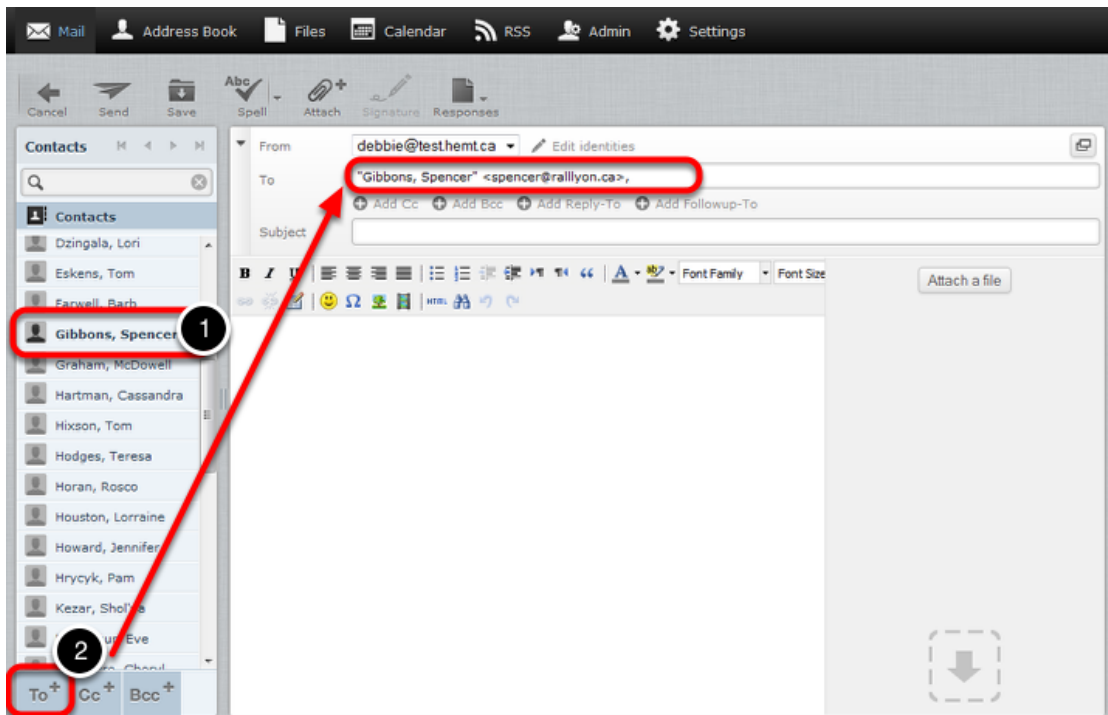 Mail Address Book Files Calendar RSS Admin Settings
Abc
Cancel Send Save Spell Attach Signature Responses
Contacts
From debbie@test.hemt.ca Edit identities
To "Gibbons, Spencer" <spencer@ralllyon.ca>,
Add Cc Add Bcc Add Reply-To Add Followup-To
Subject
Contacts
Dzingala, Lori
Eskens, Tom
Farwell, Barb
Gibbons, Spencer 1
Graham, McDowell
Hartman, Cassandra
Hixson, Tom
Hodges, Teresa
Horan, Rosco
Houston, Lorraine
Howard, Jennifer
Hrycyk, Pam
Kezar,
Eve
2
To+ Cc+ Bcc+
B I U A Font Family Font Size
HTML
Attach a file